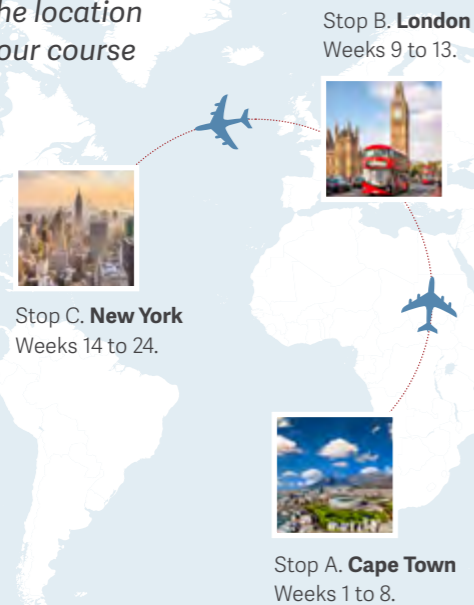 he location
our course
Stop B. London
Weeks 9 to 13.
Stop C. New York
Weeks 14 to 24.
Stop A. Cape Town
Weeks 1 to 8.